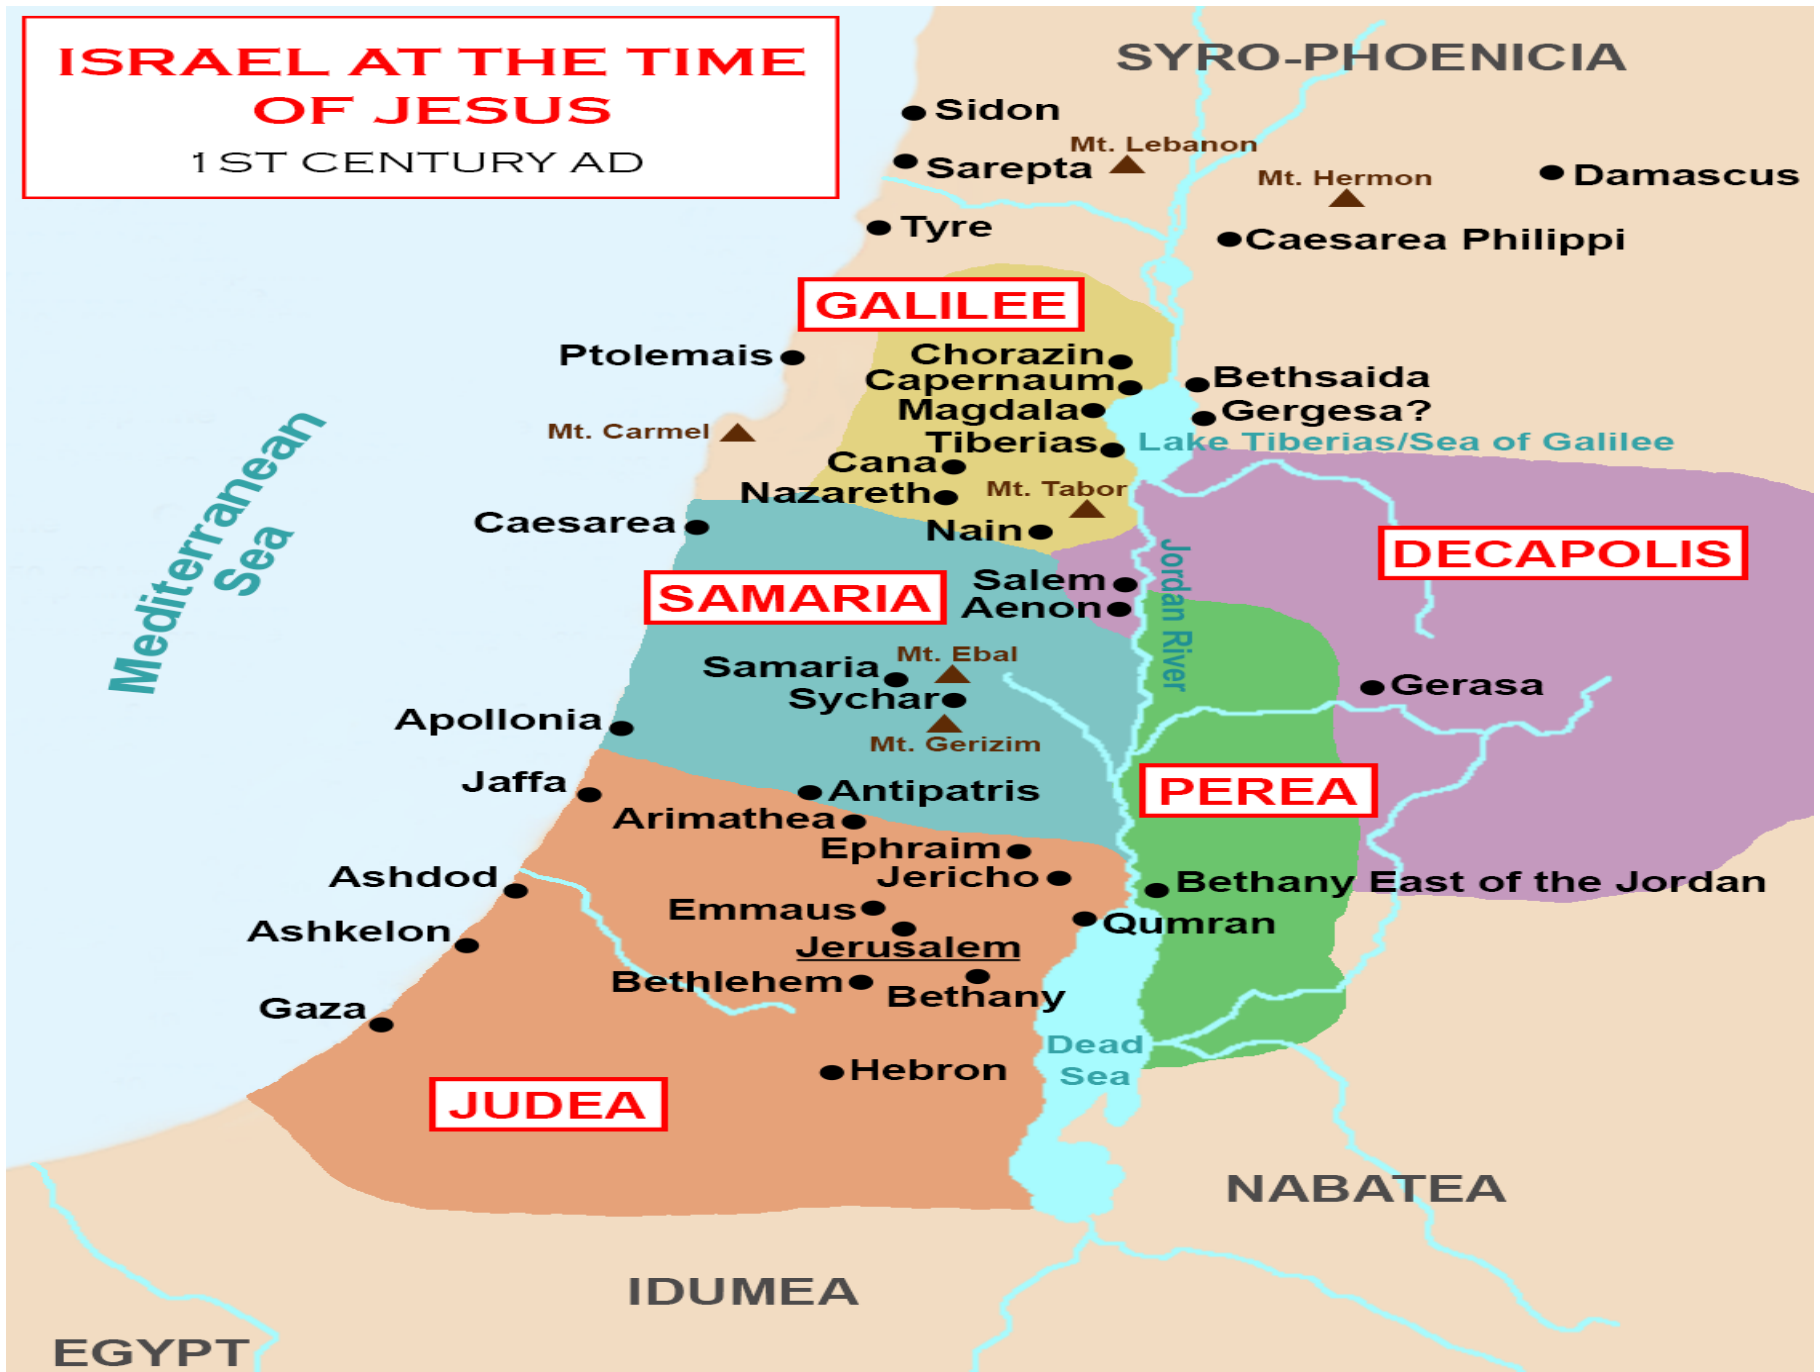 ISRAEL AT THE TIME
OF JESUS
1ST CENTURY AD
SYRO-PHOENICIA
Sidon
Mt. Lebanon
Sarepta
Mt. Hermon
Damascus
Tyre
Caesarea Philippi
GALILEE
Ptolemais
Chorazin
Capernaum
Bethsaida
Magdala
Gergesa?
Mt. Carmel
Tiberias
Lake Tiberias/Sea of Galilee
Cana
Nazareth
Mt. Tabor
Mediterranean
Sea
Caesarea
Nain
DECAPOLIS
Jordan River
Salem
SAMARIA
Aenon
Mt. Ebal
Samaria
Sychar
Gerasa
Apollonia
Mt. Gerizim
Jaffa
Antipatris
PEREA
Arimathea
Ephraim
Ashdod
Jericho
Bethany East of the Jordan
Emmaus
Qumran
Ashkelon
Jerusalem
Bethlehem
Bethany
Gaza
Dead
Sea
Hebron
JUDEA
NABATEA
IDUMEA
EGYPT